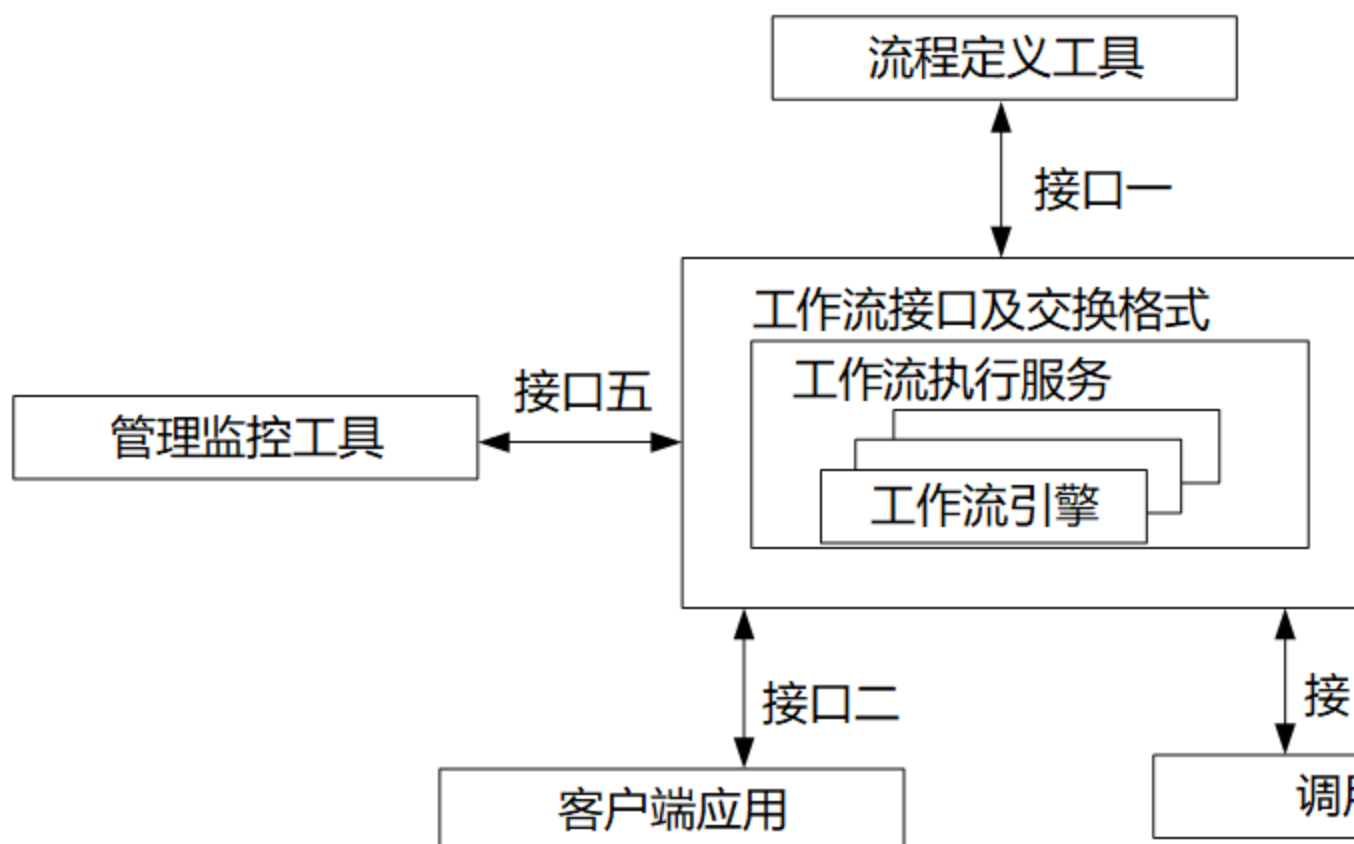 流程定义工具
接口一
工作流接口及交换格式
工作流执行服务
接口五
管理监控工具
工作流引擎
接口二
接
客户端应用
调